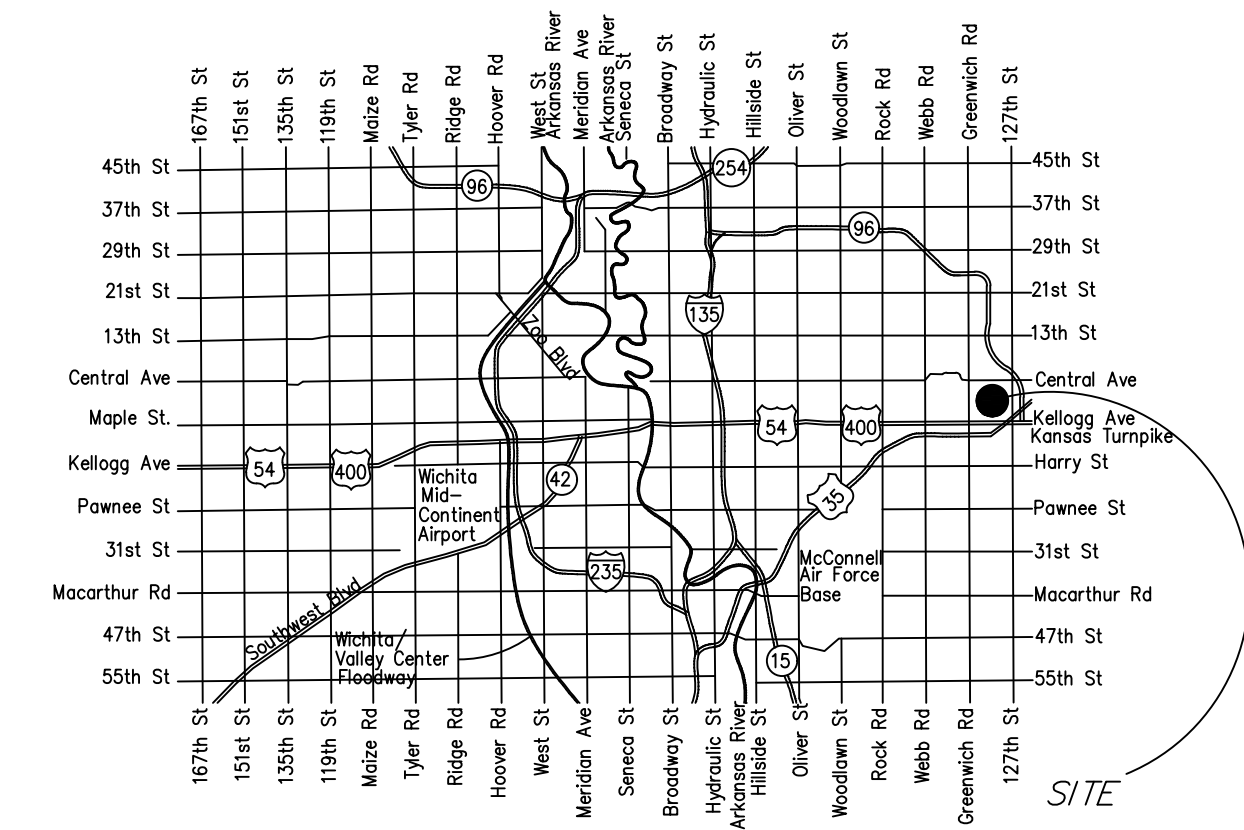 167th St
151st St
135th St
119th St
Maize Rd
Tyler Rd
Ridge Rd
Hoover Rd
West St
Arkansas River
Meridian Ave
Arkansas River
Seneca St
Broadway St
Hydraulic St
Hillside St
Oliver St
Woodlawn St
Rock Rd
Webb Rd
Greenwich Rd
127th St
45th St
254
45th St
96
37th St
37th St
96
29th St
29th St
21st St
21st St
135
13th St
Zoo Blvd
13th St
Central Ave
Central Ave
Maple St.
54
400
Kellogg Ave
Kansas Turnpike
Kellogg Ave
54
400
Harry St
Wichita
Mid-
Continent
Airport
42
35
Pawnee St
Pawnee St
31st St
31st St
235
McConnell
Air Force
Base
Macarthur Rd
Macarthur Rd
Southwest Blvd
47th St
Wichita/
Valley Center
Floodway
47th St
15
55th St
55th St
167th St
151st St
135th St
119th St
Maize Rd
Tyler Rd
Ridge Rd
Hoover Rd
West St
Meridian Ave
Seneca St
Broadway St
Hydraulic St
Arkansas River
Hillside St
Oliver St
Woodlawn St
Rock Rd
Webb Rd
Greenwich Rd
127th St
SITE